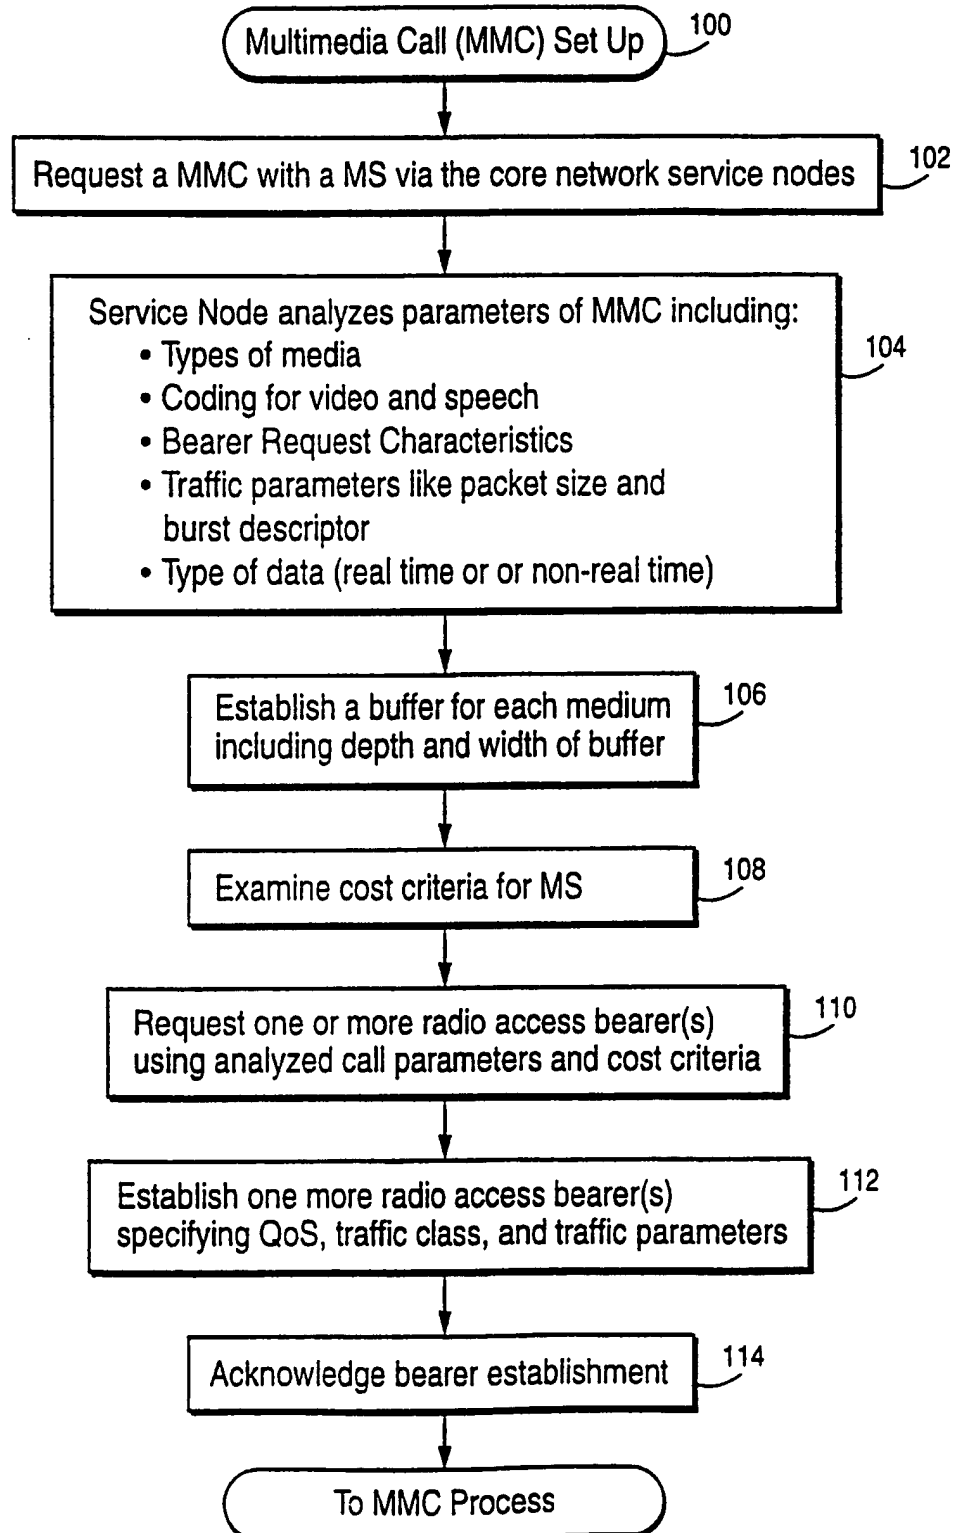 Multimedia Call (MMC) Set Up
100
Request a MMC with a MS via the core network service nodes
102
Service Node analyzes parameters of MMC including:
• Types of media
• Coding for video and speech
• Bearer Request Characteristics
• Traffic parameters like packet size and
burst descriptor
• Type of data (real time or or non-real time)
104
Establish a buffer for each medium
including depth and width of buffer
106
Examine cost criteria for MS
108
Request one or more radio access bearer(s)
using analyzed call parameters and cost criteria
110
Establish one more radio access bearer(s)
specifying QoS, traffic class, and traffic parameters
112
Acknowledge bearer establishment
114
To MMC Process